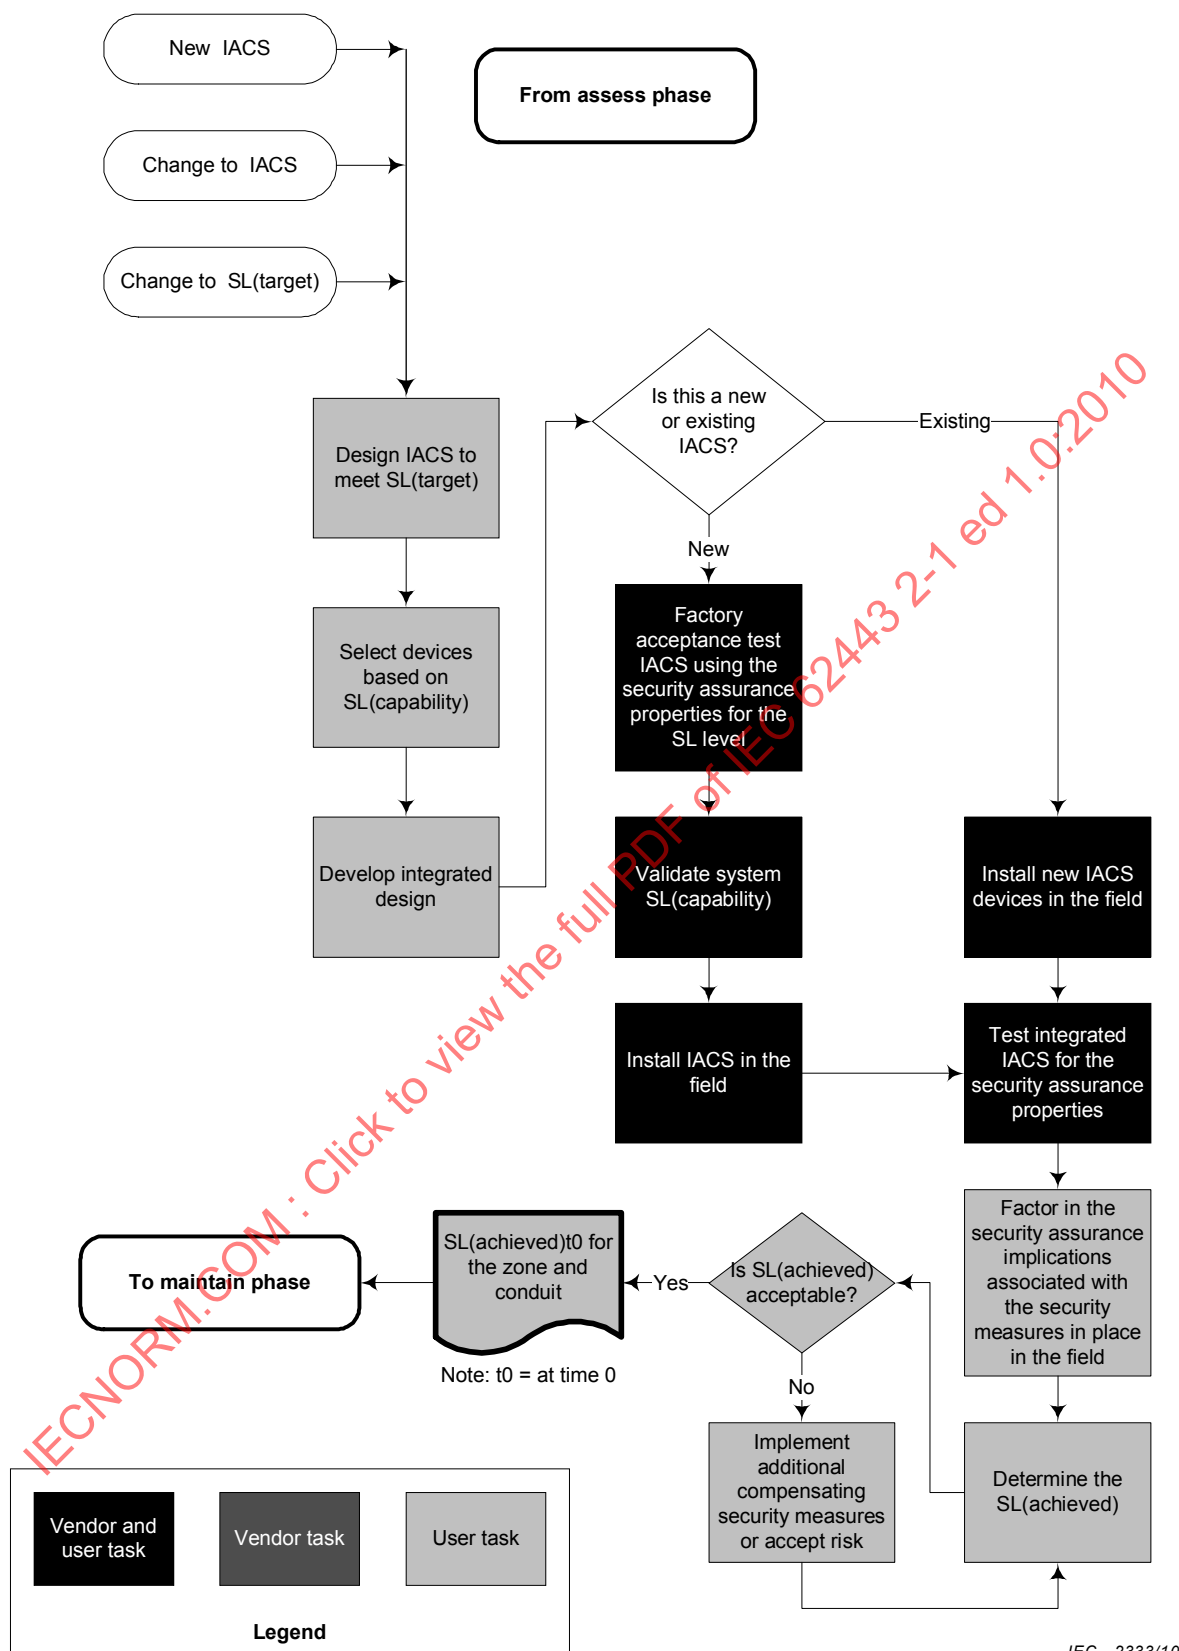 New IACS
From assess phase
Change to IACS
Change to SL(target)
Is this a new
or existing
IACS?
Existing
New
Design IACS to
meet SL(target)
Select devices
based on
SL(capability)
Develop integrated
design
Factory
acceptance test
IACS using the
security assurance
properties for the
SL level
Validate system
SL(capability)
Install IACS in the
field
Install new IACS
devices in the field
Test integrated
IACS for the
security assurance
properties
Factor in the
security assurance
implications
associated with
the security
measures in place
in the field
Determine the
SL(achieved)
Is SL(achieved)
acceptable?
Yes
No
Implement
additional
compensating
security measures
or accept risk
SL(achieved)t0 for
the zone and
conduit
Note: t0 = at time 0
To maintain phase
Vendor and
user task
Vendor task
User task
Legend
IEC 2333/10
IECNORM.COM : Click to view the full PDF of IEC 62443 2-1 ed 1.0:2010